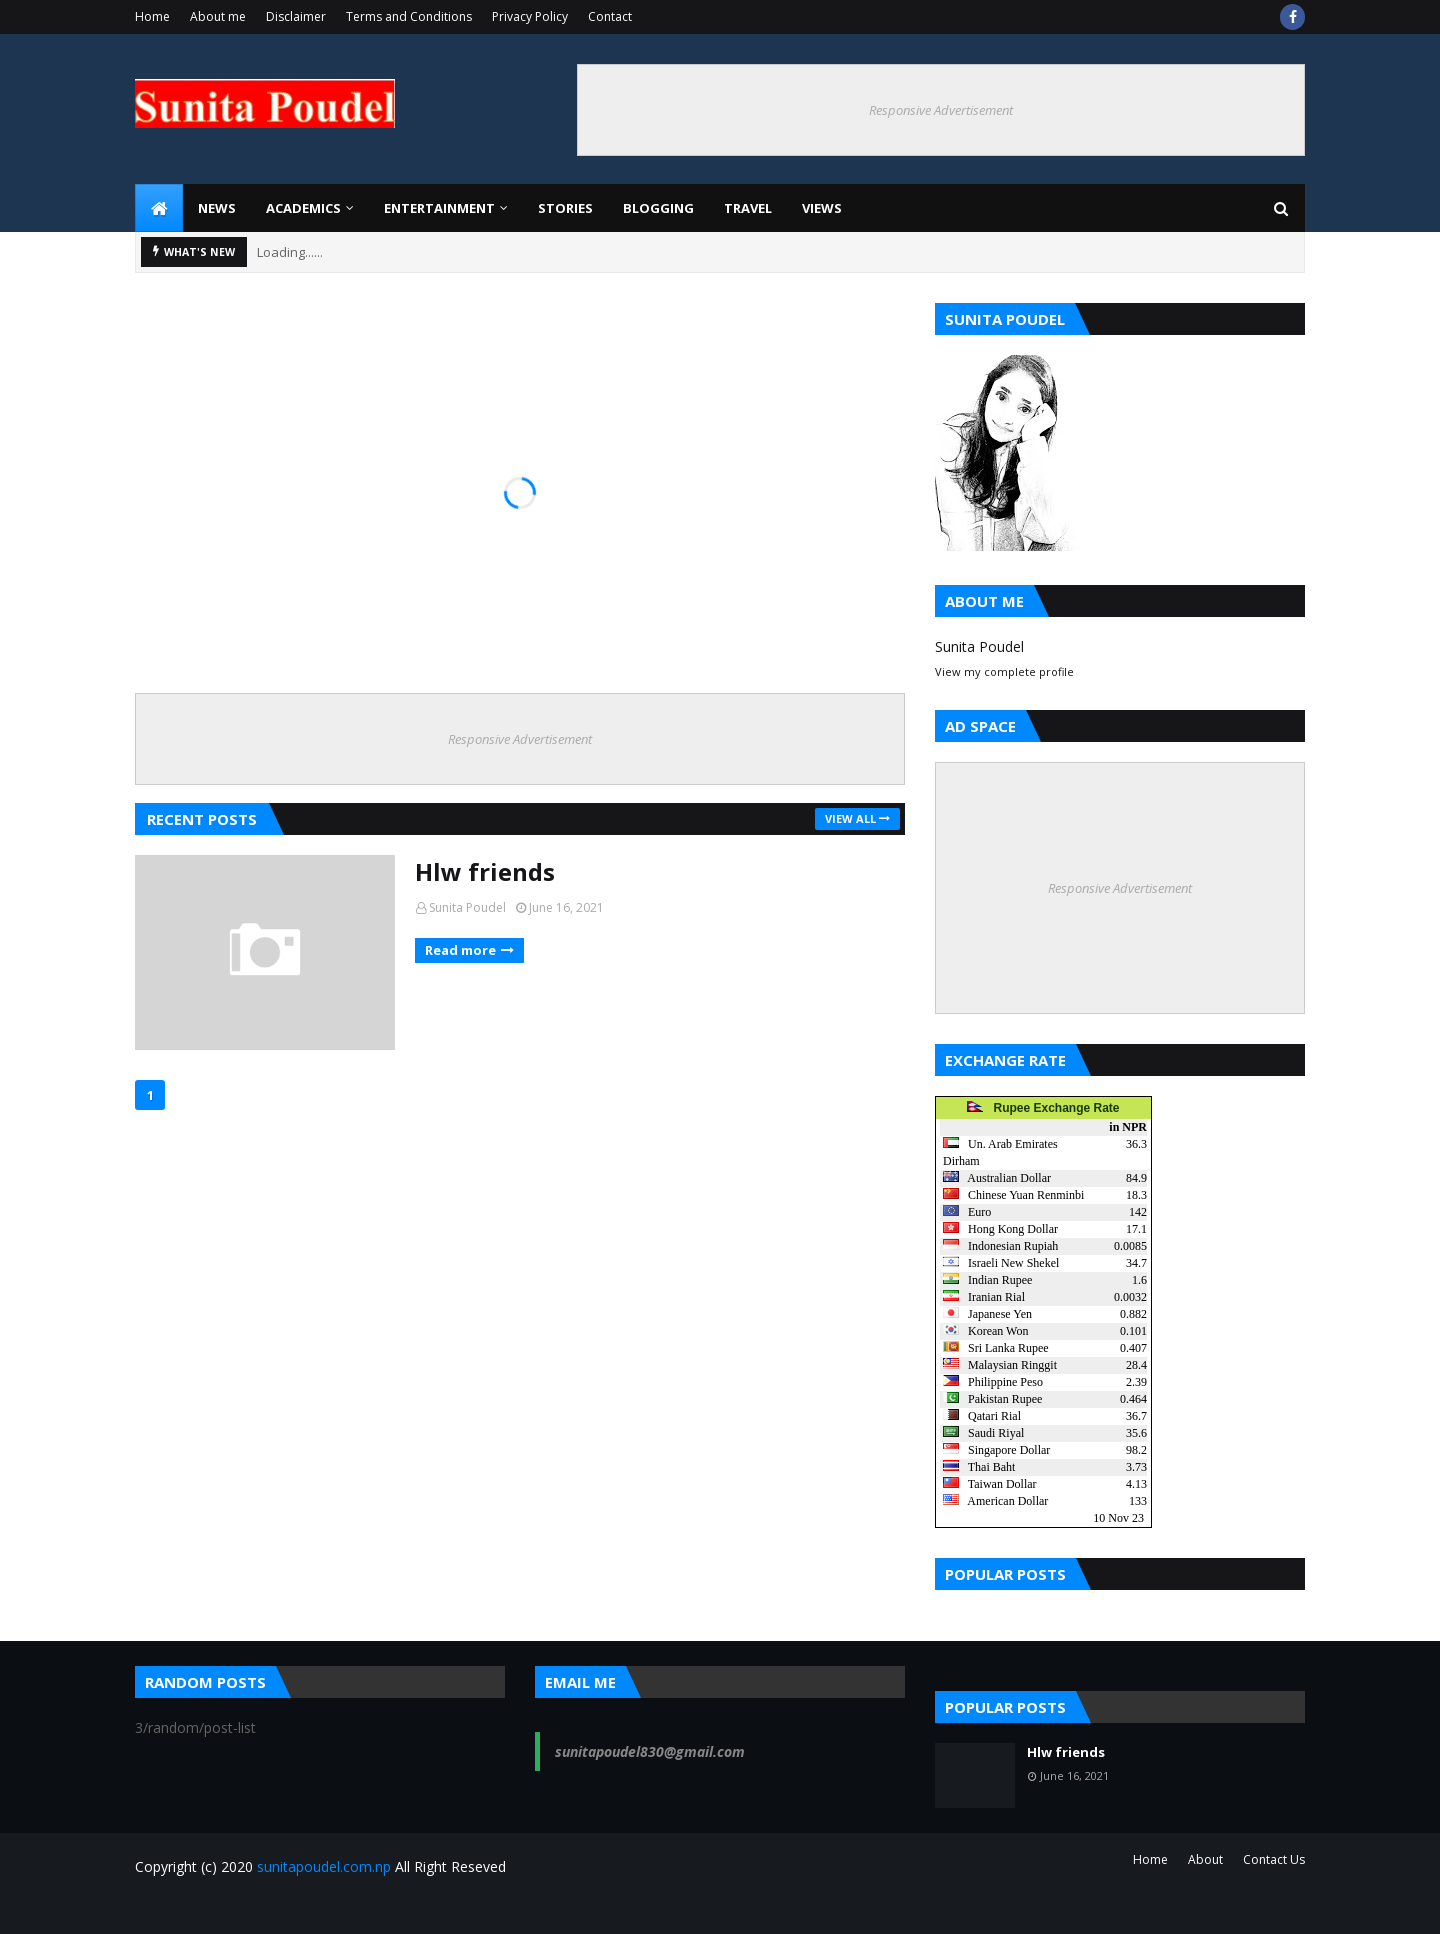 Home About me Disclaimer Terms and Conditions Privacy Policy Contact
Sunita Poudel
Responsive Advertisement
NEWS ACADEMICS ENTERTAINMENT STORIES BLOGGING TRAVEL VIEWS
WHAT'S NEW Loading......
Responsive Advertisement
RECENT POSTS VIEW ALL
Hlw friends
Sunita Poudel June 16, 2021
Read more
1
SUNITA POUDEL
ABOUT ME
Sunita Poudel
View my complete profile
AD SPACE
Responsive Advertisement
EXCHANGE RATE
Rupee Exchange Rate
in NPR
Un. Arab Emirates Dirham 36.3
Australian Dollar 84.9
Chinese Yuan Renminbi 18.3
Euro 142
Hong Kong Dollar 17.1
Indonesian Rupiah 0.0085
Israeli New Shekel 34.7
Indian Rupee 1.6
Iranian Rial 0.0032
Japanese Yen 0.882
Korean Won 0.101
Sri Lanka Rupee 0.407
Malaysian Ringgit 28.4
Philippine Peso 2.39
Pakistan Rupee 0.464
Qatari Rial 36.7
Saudi Riyal 35.6
Singapore Dollar 98.2
Thai Baht 3.73
Taiwan Dollar 4.13
American Dollar 133
10 Nov 23
POPULAR POSTS
RANDOM POSTS
3/random/post-list
EMAIL ME
sunitapoudel830@gmail.com
POPULAR POSTS
Hlw friends
June 16, 2021
Copyright (c) 2020 sunitapoudel.com.np All Right Reseved
Home About Contact Us